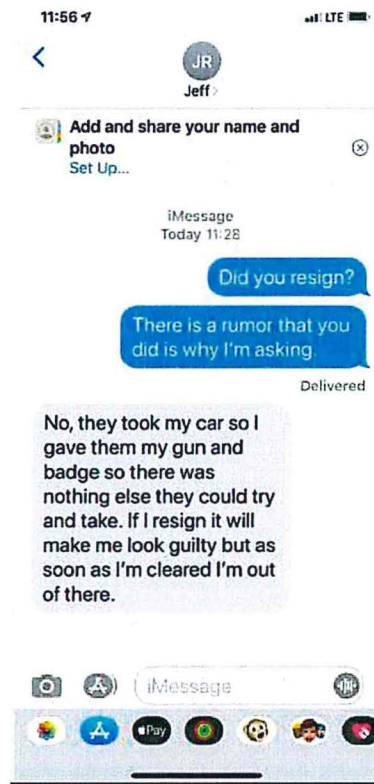 11:56
LTE
JR
Jeff
Add and share your name and
photo
Set Up...
iMessage
Today 11:28
Did you resign?
There is a rumor that you
did is why I'm asking.
Delivered
No, they took my car so I
gave them my gun and
badge so there was
nothing else they could try
and take. If I resign it will
make me look guilty but as
soon as I'm cleared I'm out
of there.
iMessage
Pay